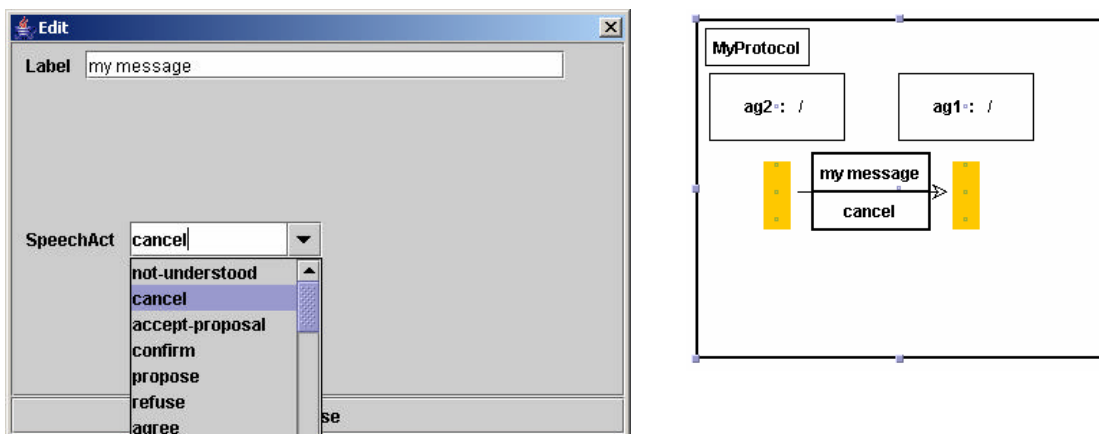 Edit
Label my message
SpeechAct cancel
not-understood
cancel
accept-proposal
confirm
propose
refuse
agree
se
MyProtocol
ag2 : /
ag1 : /
my message
cancel